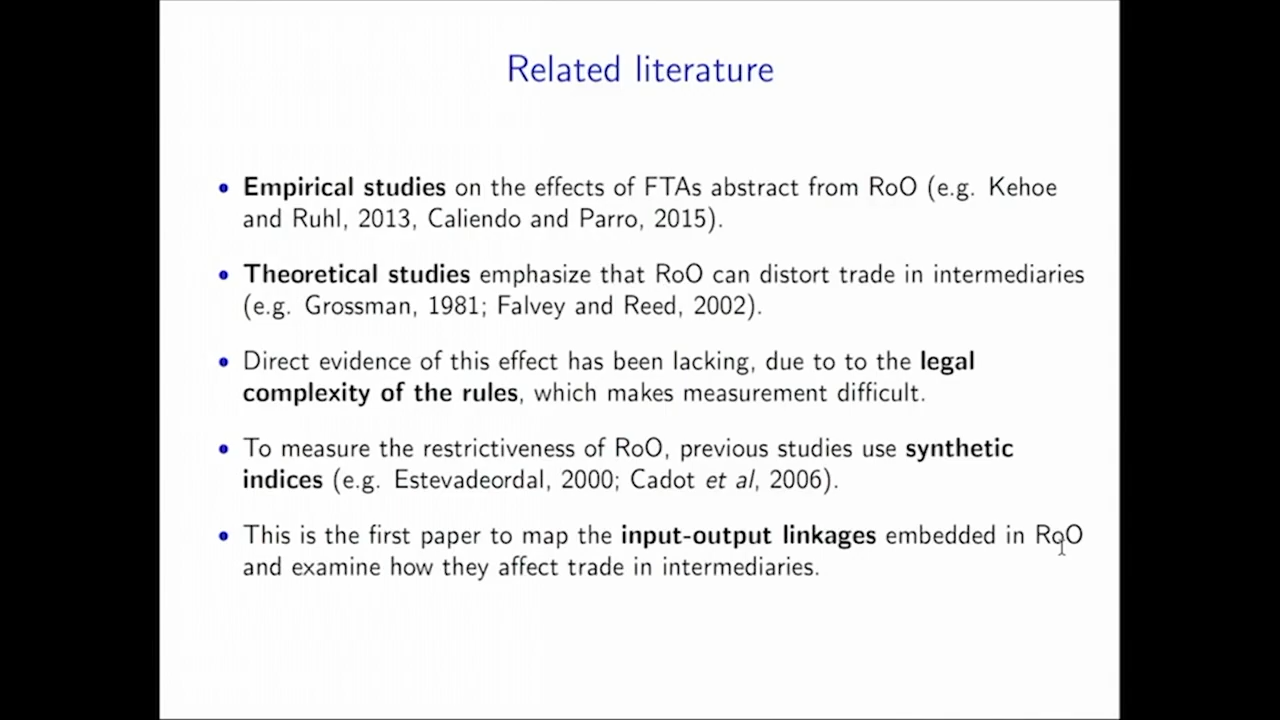 Related literature
Empirical studies on the effects of FTAs abstract from RoO (e.g. Kehoe
and Ruhl, 2013, Caliendo and Parro, 2015).
Theoretical studies emphasize that RoO can distort trade in intermediaries
(e.g. Grossman, 1981; Falvey and Reed, 2002).
Direct evidence of this effect has been lacking, due to to the legal
complexity of the rules, which makes measurement difficult.
To measure the restrictiveness of RoO, previous studies use synthetic
indices (e.g. Estevadeordal, 2000; Cadot et al, 2006).
This is the first paper to map the input-output linkages embedded in RoO
and examine how they affect trade in intermediaries.